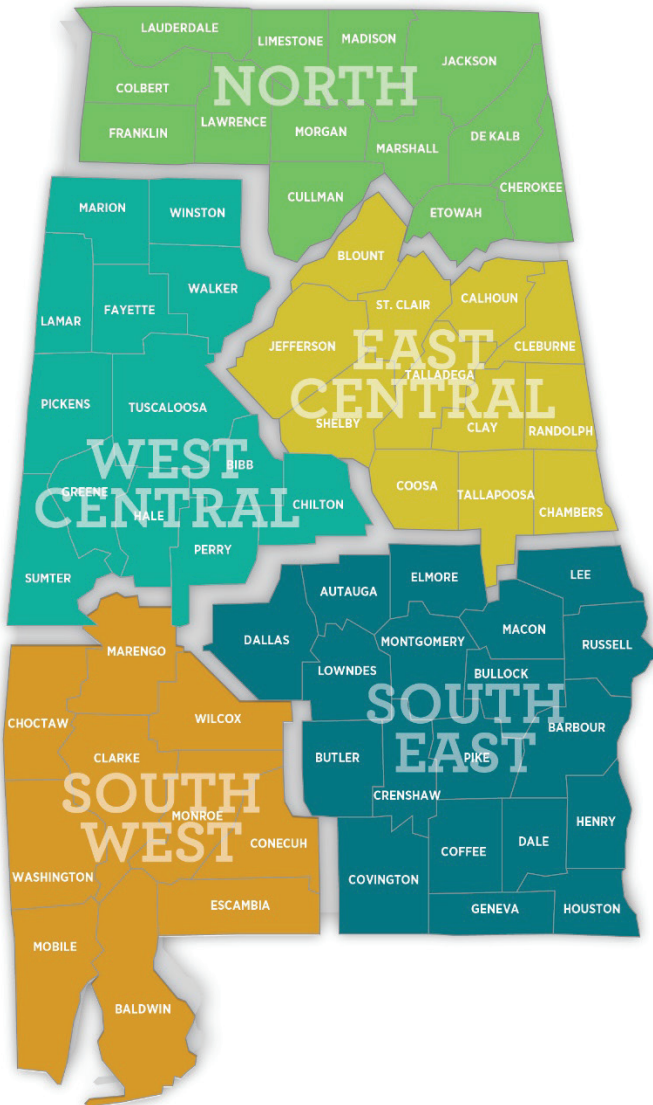 LAUDERDALE
LIMESTONE
MADISON
JACKSON
COLBERT
NORTH
FRANKLIN
LAWRENCE
MORGAN
MARSHALL
DE KALB
CULLMAN
CHEROKEE
ETOWAH
MARION
WINSTON
WALKER
LAMAR
FAYETTE
PICKENS
TUSCALOOSA
WEST
CENTRAL
BIBB
GREENE
HALE
CHILTON
PERRY
SUMTER
BLOUNT
ST. CLAIR
CALHOUN
JEFFERSON
EAST
CENTRAL
CLEBURNE
TALLADEGA
SHELBY
CLAY
RANDOLPH
COOSA
TALLAPOOSA
CHAMBERS
MARENGO
CHOCTAW
WILCOX
CLARKE
SOUTH
WEST
MONROE
CONECUH
WASHINGTON
ESCAMBIA
MOBILE
BALDWIN
AUTAUGA
ELMORE
LEE
DALLAS
MONTGOMERY
MACON
RUSSELL
LOWNDES
BULLOCK
SOUTH
EAST
BARBOUR
BUTLER
PIKE
CRENSHAW
HENRY
COFFEE
DALE
COVINGTON
GENEVA
HOUSTON